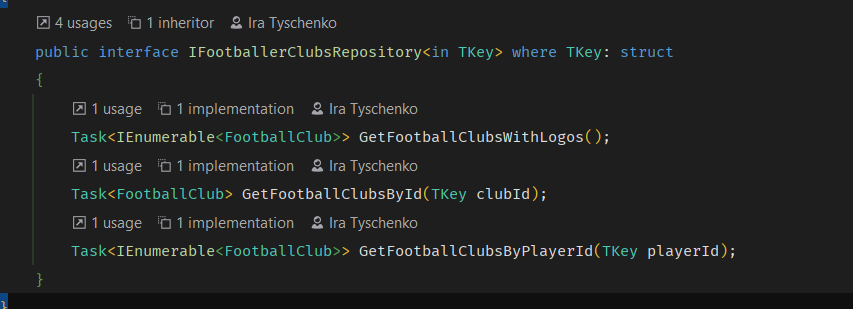 4 usages 1 inheritor Ira Tyschenko
public interface IFootballerClubsRepository<in TKey> where TKey: struct
{
1 usage 1 implementation Ira Tyschenko
Task<IEnumerable<FootballClub>> GetFootballClubsWithLogos();
1 usage 1 implementation Ira Tyschenko
Task<FootballClub> GetFootballClubsById(TKey clubId);
1 usage 1 implementation Ira Tyschenko
Task<IEnumerable<FootballClub>> GetFootballClubsByPlayerId(TKey playerId);
}
}